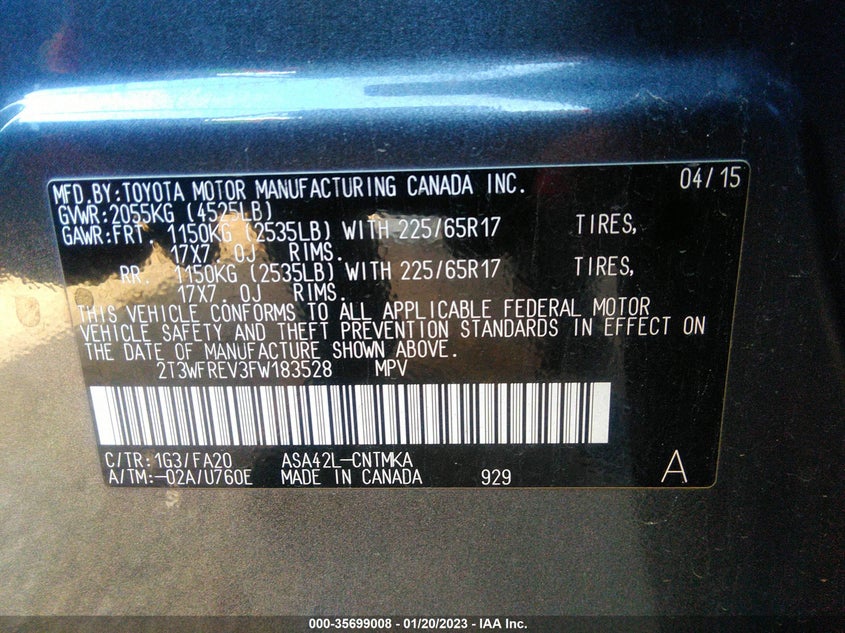 MFD.BY:TOYOTA MOTOR MANUFACTURING CANADA INC. 04/15
GVWR:2055KG (4525LB)
GAWR:FRT. 1150KG (2535LB) WITH 225/65R17 TIRES,
17X7.0J RIMS.
RR. 1150KG (2535LB) WITH 225/65R17 TIRES,
17X7.0J RIMS.
THIS VEHICLE CONFORMS TO ALL APPLICABLE FEDERAL MOTOR
VEHICLE SAFETY AND THEFT PREVENTION STANDARDS IN EFFECT ON
THE DATE OF MANUFACTURE SHOWN ABOVE.
2T3WFREV3FW183528 MPV
C/TR:1G3/FA20 ASA42L-CNTMKA
A/TM:-02A/U760E MADE IN CANADA 929 A
000-35699008 - 01/20/2023 - IAA Inc.